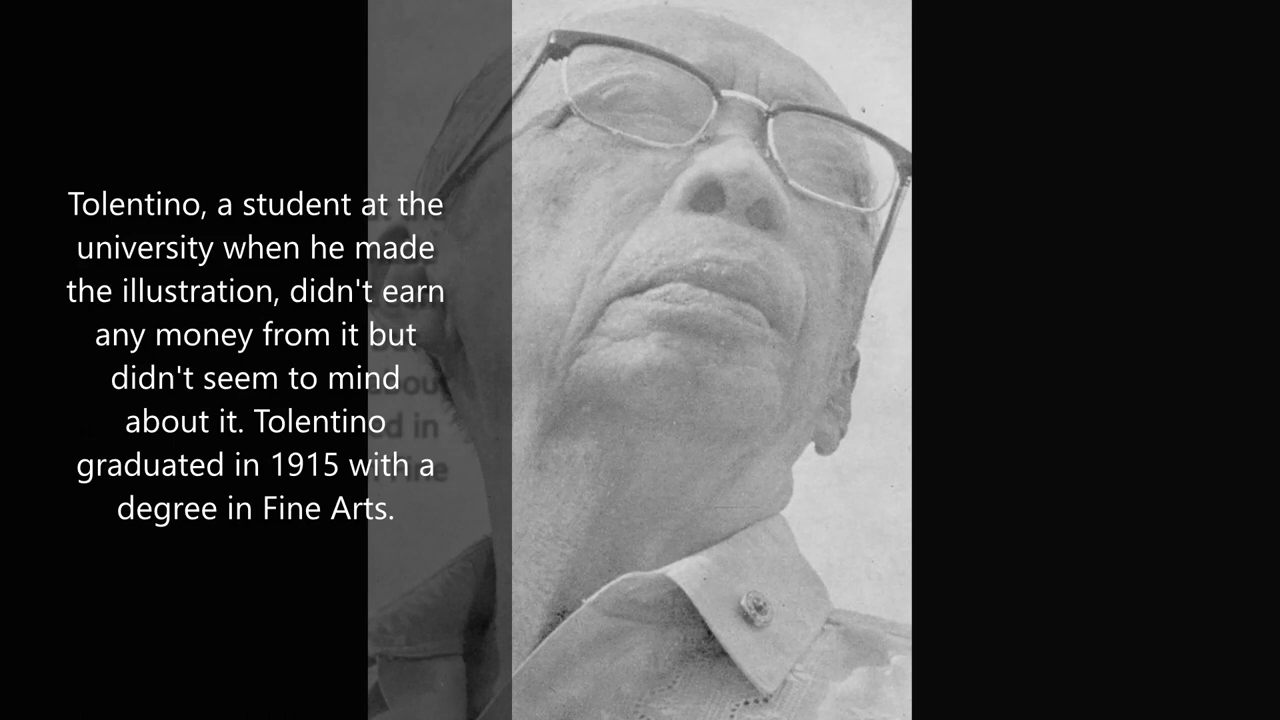 Tolentino, a student at the
university when he made
the illustration, didn't earn
any money from it but
didn't seem to mind
about it. Tolentino
graduated in 1915 with a
degree in Fine Arts.